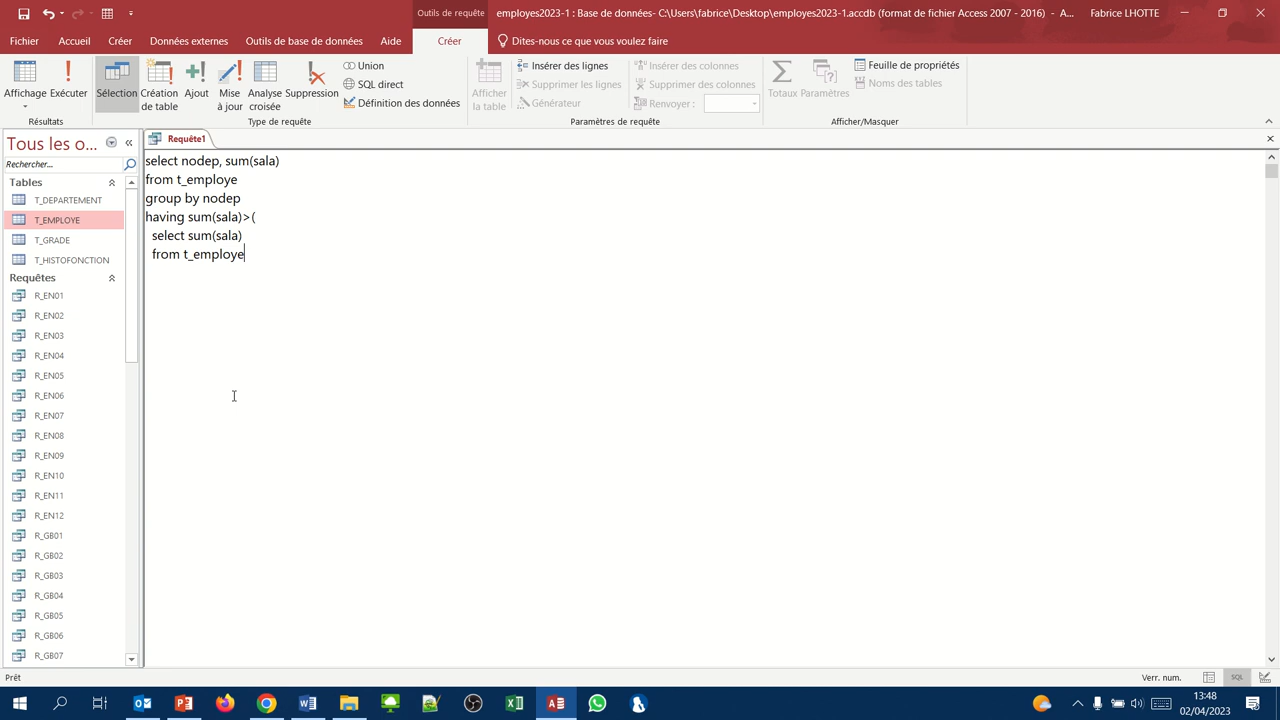 Outils de requête
employes2023-1 : Base de données- C:\Users\fabrice\Desktop\employes2023-1.accdb (format de fichier Access 2007 - 2016) - A...
Fabrice LHOTTE
Fichier
Accueil
Créer
Données externes
Outils de base de données
Aide
Créer
Dites-nous ce que vous voulez faire
Affichage
Exécuter
Résultats
Sélection
Création de table
Ajout
Mise à jour
Analyse croisée
Suppression
Union
SQL direct
Définition des données
Type de requête
Afficher la table
Insérer des lignes
Supprimer les lignes
Générateur
Insérer des colonnes
Supprimer des colonnes
Renvoyer :
Paramètres de requête
Totaux
Paramètres
Feuille de propriétés
Noms des tables
Afficher/Masquer
Tous les o...
Rechercher...
Tables
T_DEPARTEMENT
T_EMPLOYE
T_GRADE
T_HISTOFONCTION
Requêtes
R_EN01
R_EN02
R_EN03
R_EN04
R_EN05
R_EN06
R_EN07
R_EN08
R_EN09
R_EN10
R_EN11
R_EN12
R_GB01
R_GB02
R_GB03
R_GB04
R_GB05
R_GB06
R_GB07
Requête1
select nodep, sum(sala)
from t_employe
group by nodep
having sum(sala)>(
select sum(sala)
from t_employe
Prêt
Verr. num.
SQL
13:48
02/04/2023